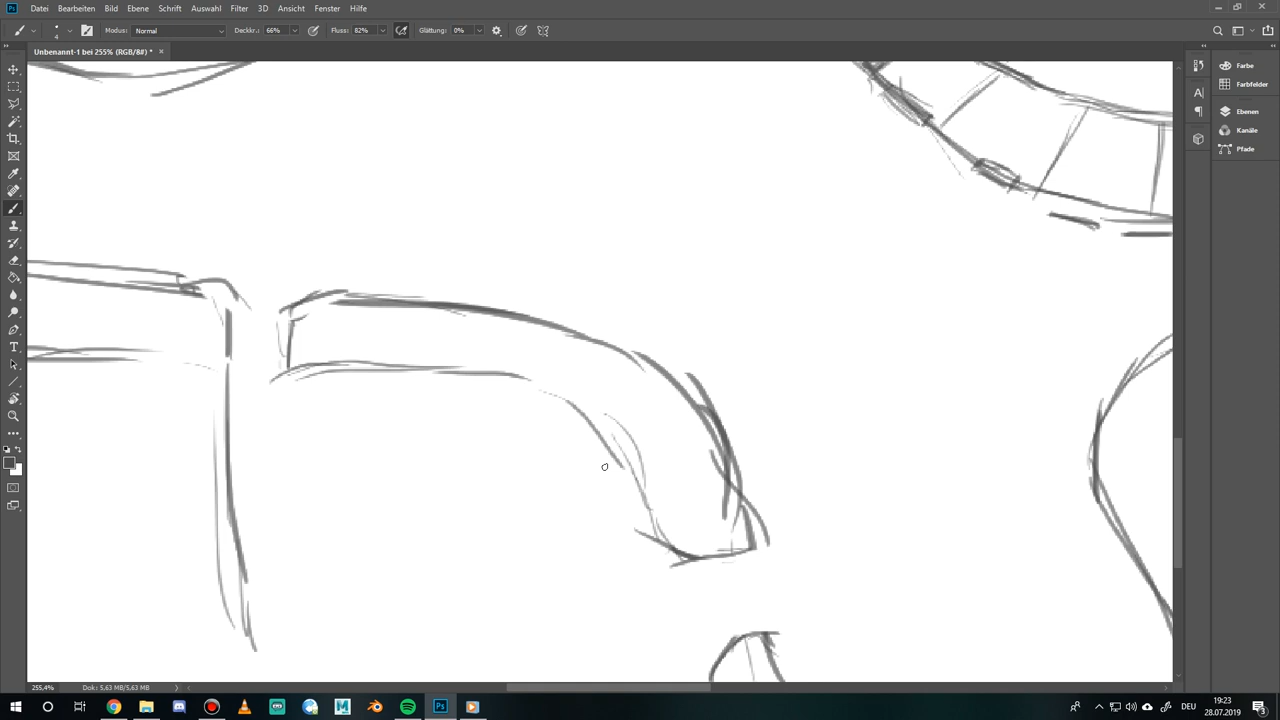 Datei Bearbeiten Bild Ebene Schrift Auswahl Filter 3D Ansicht Fenster Hilfe
4 Modus: Normal Deckkr.: 66% Fluss: 82% Glättung: 0%
Unbenannt-1 bei 255% (RGB/8#) *
Farbe
Farbfelder
Ebenen
Kanäle
Pfade
255,4% Dok: 5,63 MB/5,63 MB
DEU 19:23
28.07.2019